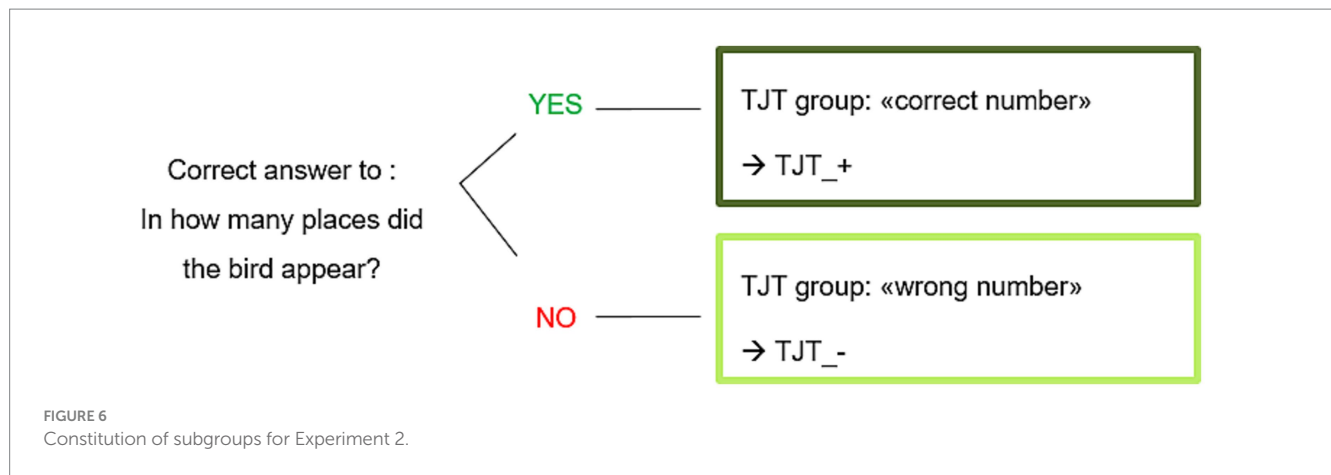 Correct answer to :
In how many places did
the bird appear?
YES
TJT group: «correct number»
→ TJT_+
NO
TJT group: «wrong number»
→ TJT_-
FIGURE 6
Constitution of subgroups for Experiment 2.